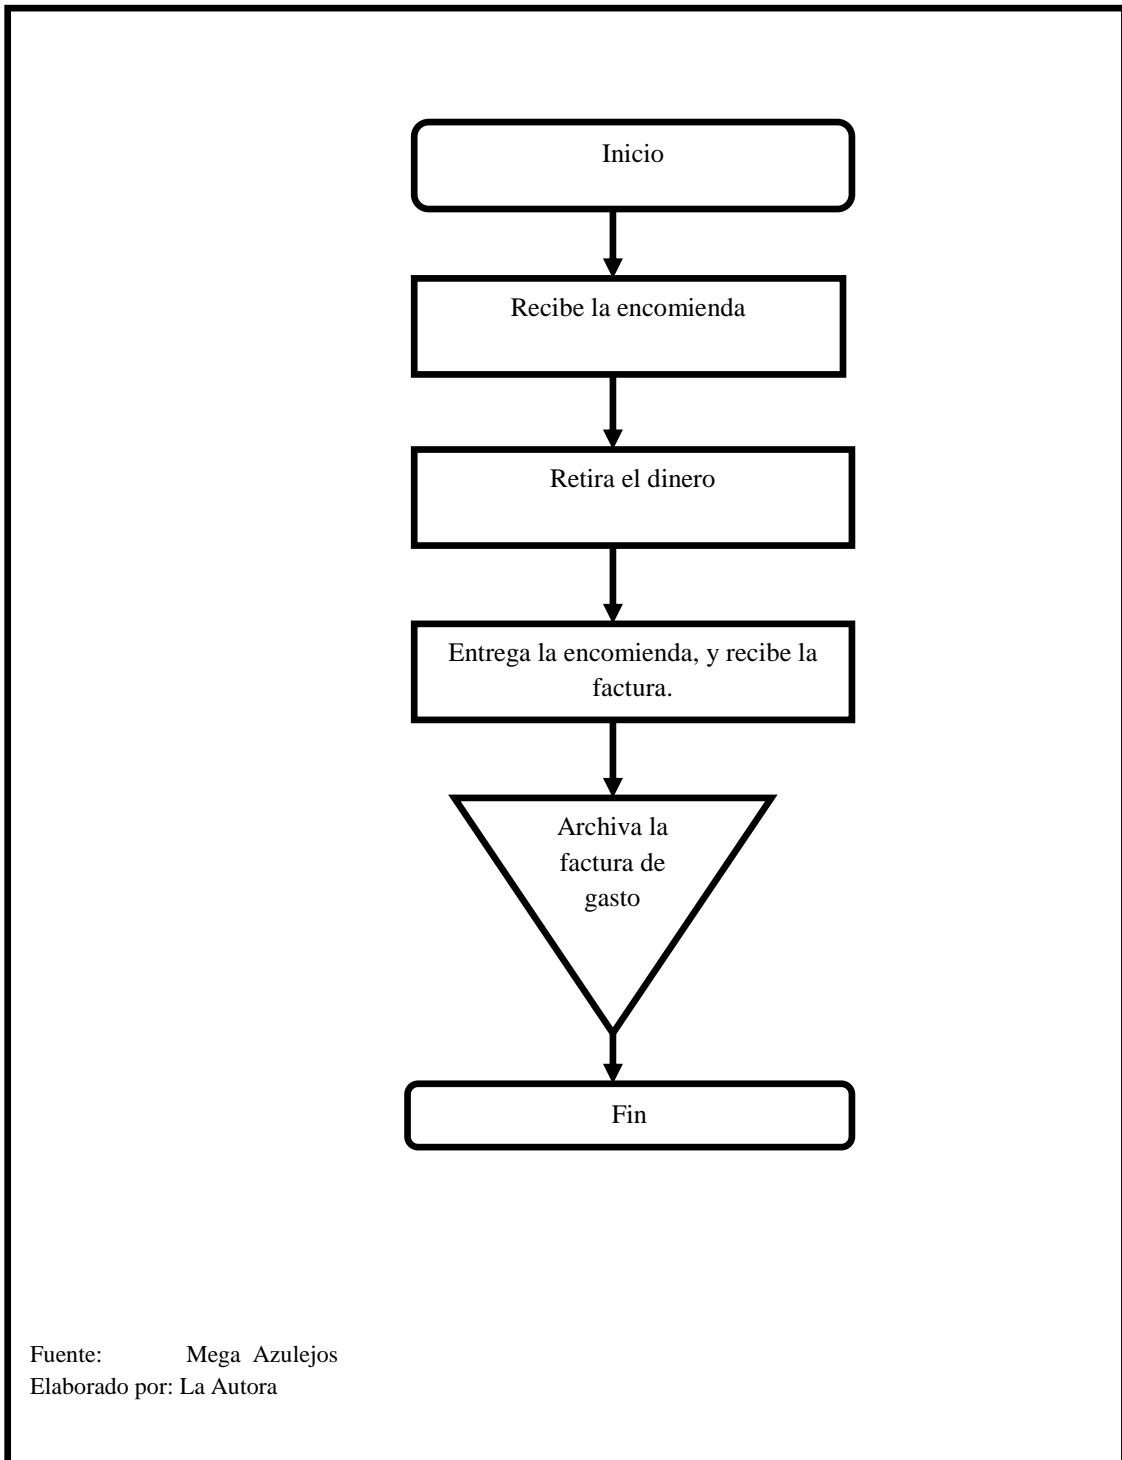 Inicio
Recibe la encomienda
Retira el dinero
Entrega la encomienda, y recibe la
factura.
Archiva la
factura de
gasto
Fin
Fuente: Mega Azulejos
Elaborado por: La Autora